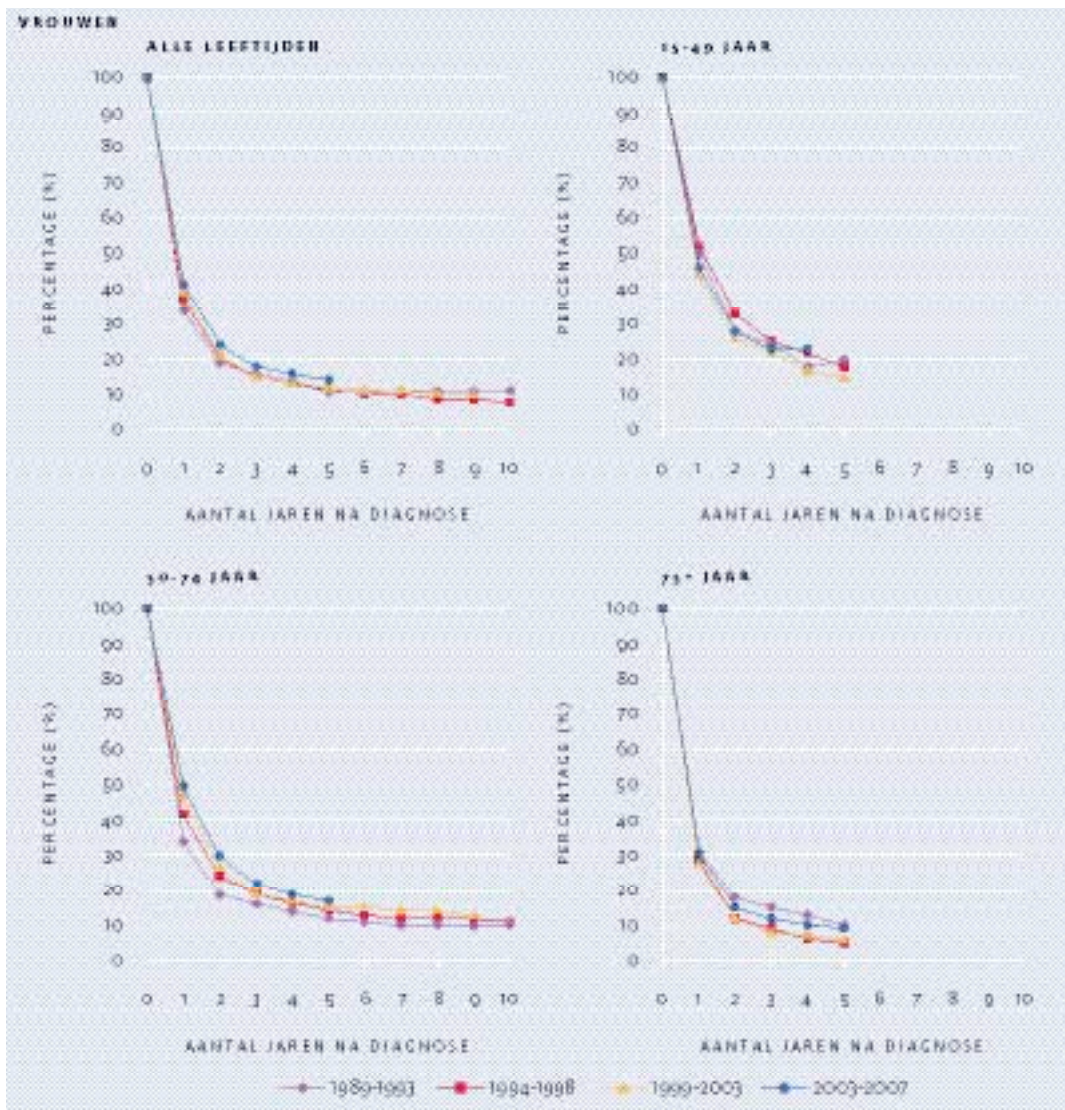 VROUWEN
ALLE LEEFTIJDEN
PERCENTAGE (%)
100
90
80
70
60
50
40
30
20
10
0
0 1 2 3 4 5 6 7 8 9 10
AANTAL JAREN NA DIAGNOSE
15-49 JAAR
PERCENTAGE (%)
100
90
80
70
60
50
40
30
20
10
0
0 1 2 3 4 5 6 7 8 9 10
AANTAL JAREN NA DIAGNOSE
50-74 JAAR
PERCENTAGE (%)
100
90
80
70
60
50
40
30
20
10
0
0 1 2 3 4 5 6 7 8 9 10
AANTAL JAREN NA DIAGNOSE
75+ JAAR
PERCENTAGE (%)
100
90
80
70
60
50
40
30
20
10
0
0 1 2 3 4 5 6 7 8 9 10
AANTAL JAREN NA DIAGNOSE
1989-1993 1994-1998 1999-2003 2003-2007